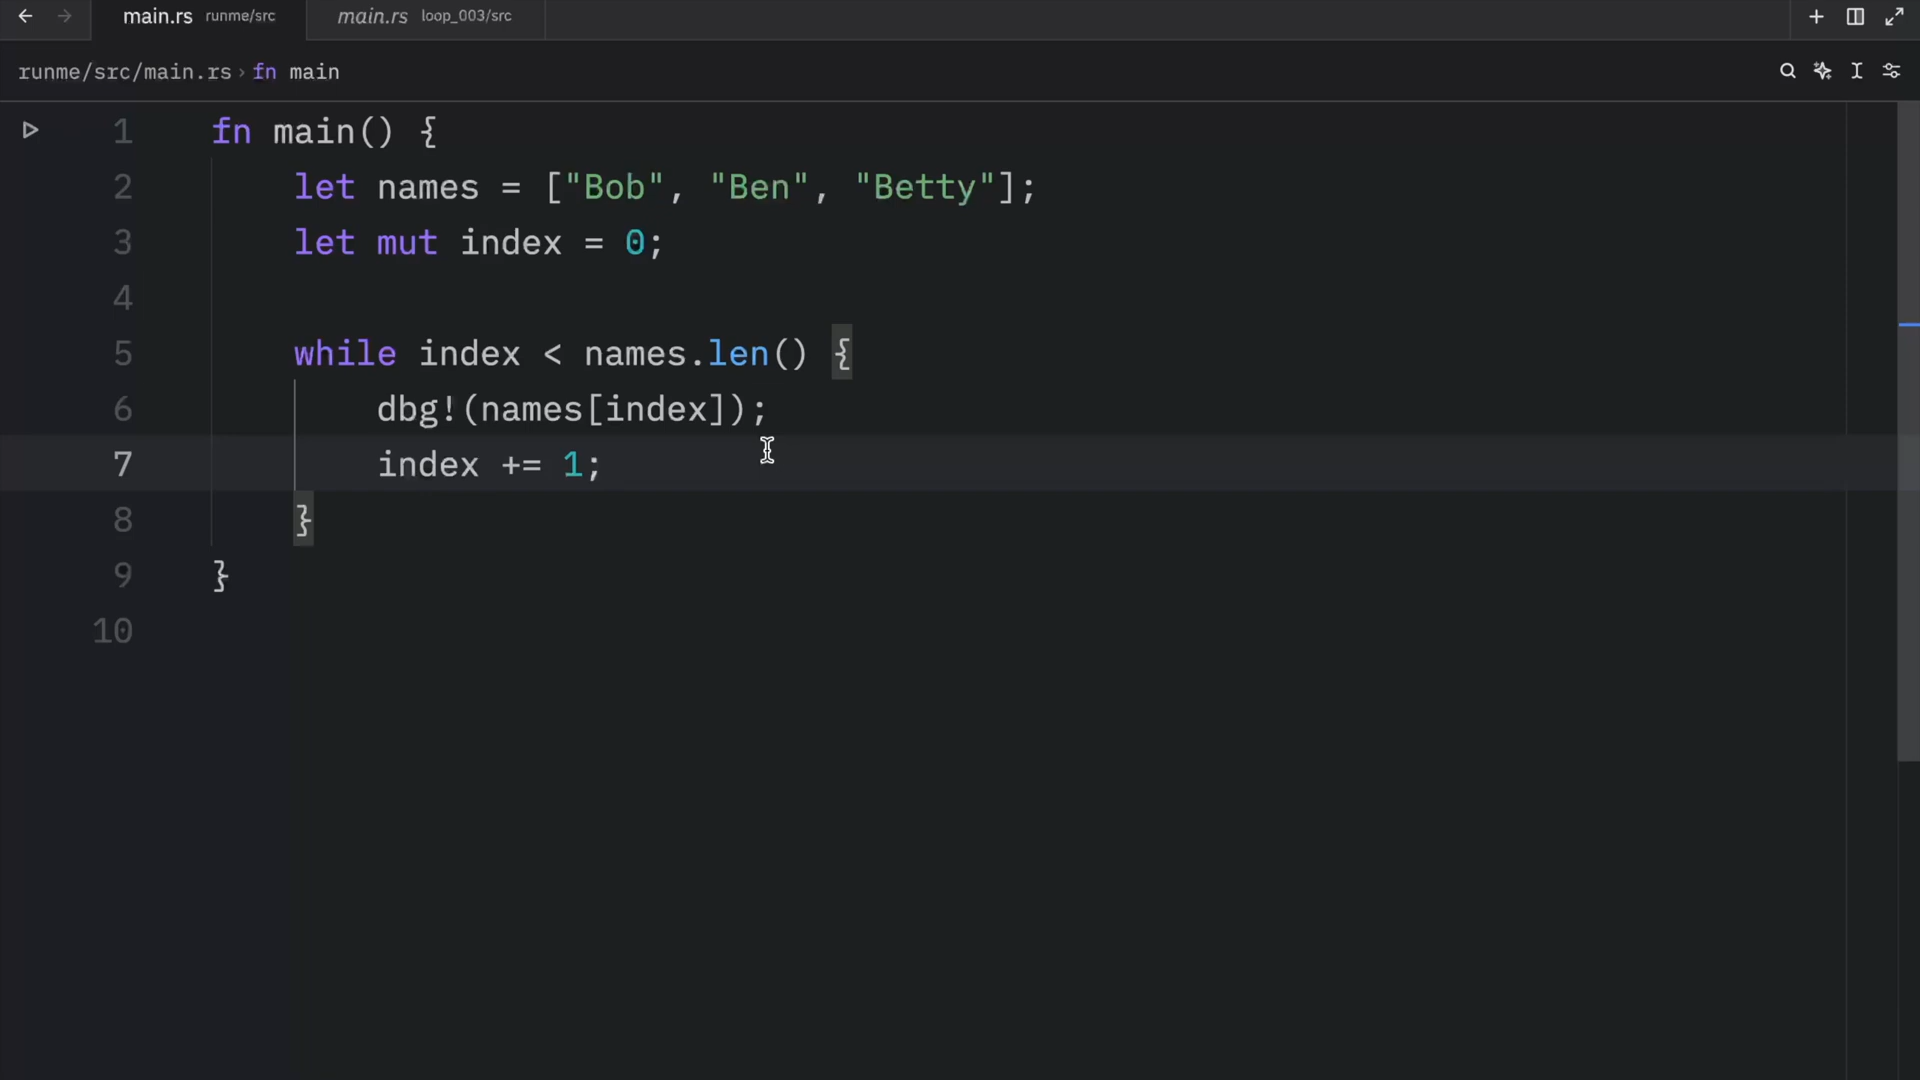 main.rs runme/src main.rs loop_003/src
runme/src/main.rs › fn main
1 fn main() {
2 let names = ["Bob", "Ben", "Betty"];
3 let mut index = 0;
4
5 while index < names.len() {
6 dbg!(names[index]);
7 index += 1;
8 }
9 }
10